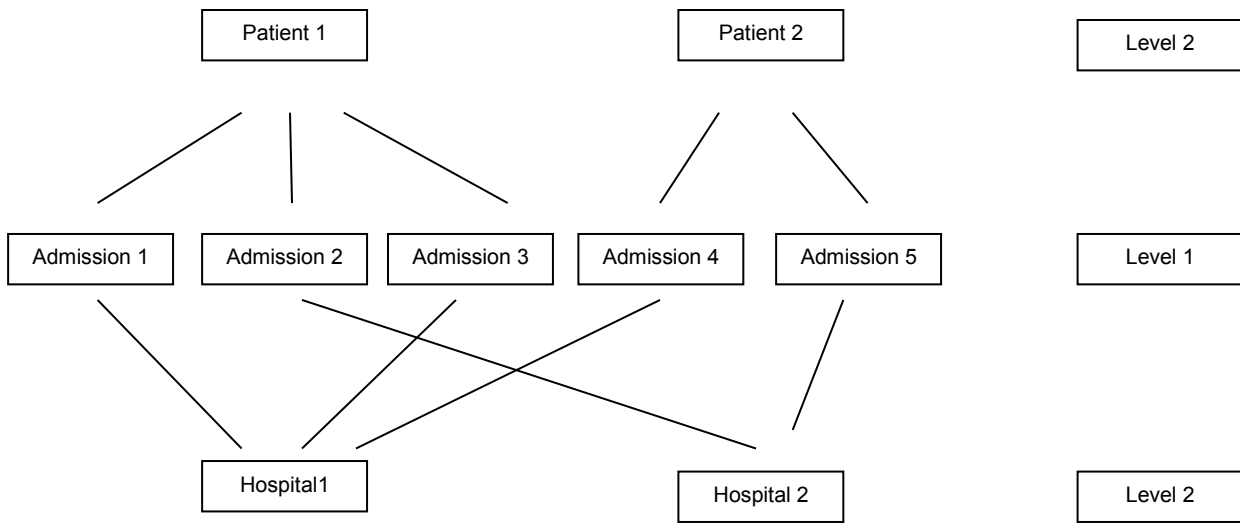 Patient 1
Patient 2
Level 2
Admission 1
Admission 2
Admission 3
Admission 4
Admission 5
Level 1
Hospital1
Hospital 2
Level 2